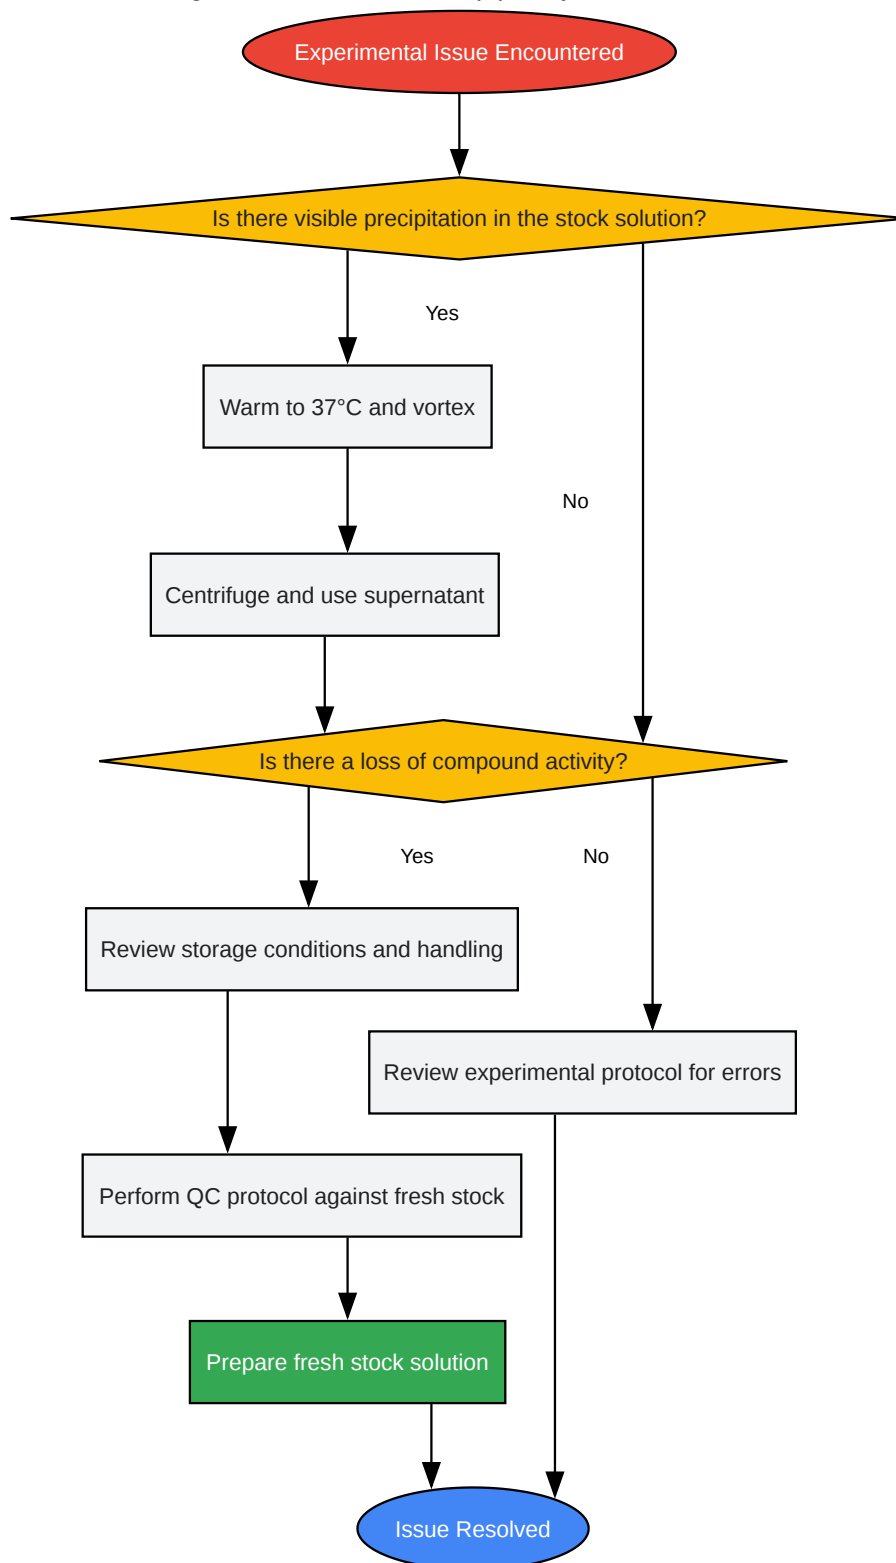 Experimental Issue Encountered
Is there visible precipitation in the stock solution?
Yes
Warm to 37°C and vortex
No
Centrifuge and use supernatant
Is there a loss of compound activity?
Yes
No
Review storage conditions and handling
Review experimental protocol for errors
Perform QC protocol against fresh stock
Prepare fresh stock solution
Issue Resolved